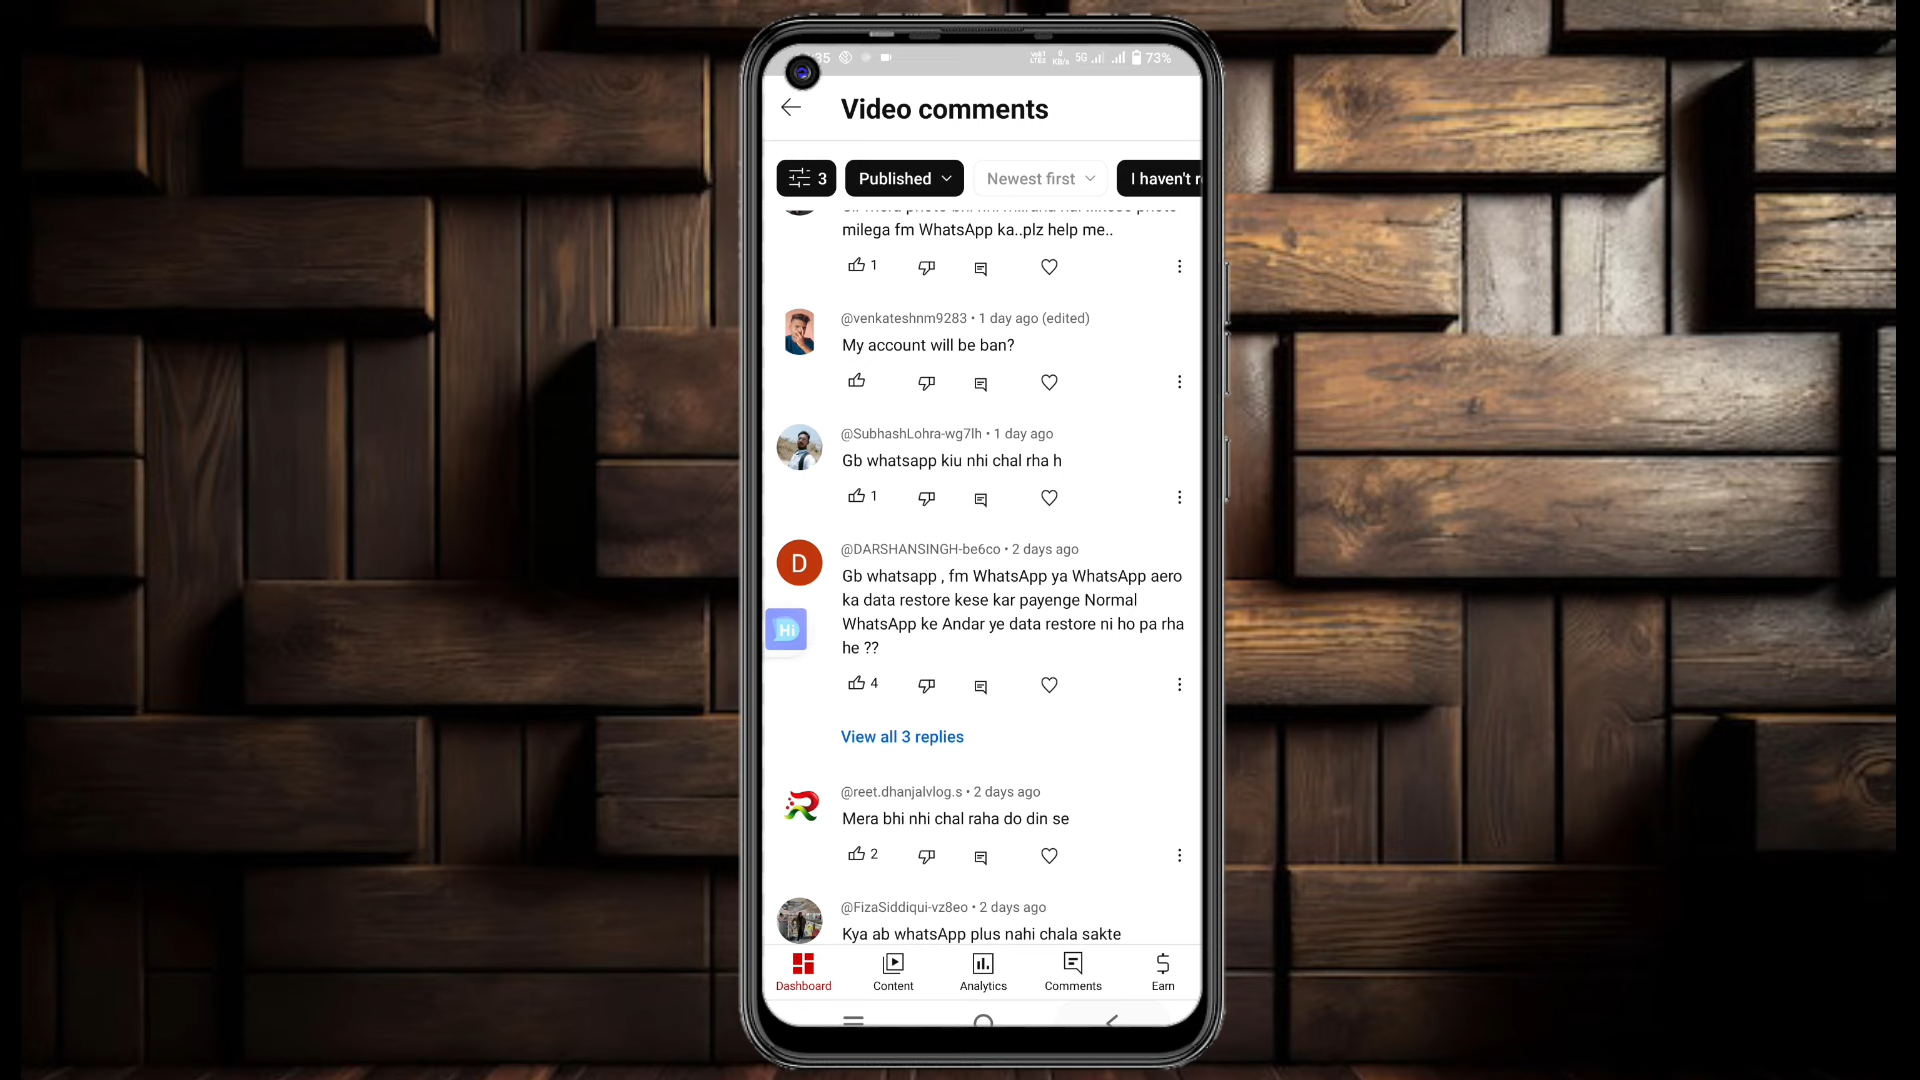 35
5G
73%
Video comments
3
Published
Newest first
I haven't r
milega fm WhatsApp ka..plz help me..
1
@venkateshnm9283 • 1 day ago (edited)
My account will be ban?
@SubhashLohra-wg7lh • 1 day ago
Gb whatsapp kiu nhi chal rha h
1
D
@DARSHANSINGH-be6co • 2 days ago
Gb whatsapp , fm WhatsApp ya WhatsApp aero
ka data restore kese kar payenge Normal
WhatsApp ke Andar ye data restore ni ho pa rha
he ??
Hi
4
View all 3 replies
@reet.dhanjalvlog.s • 2 days ago
Mera bhi nhi chal raha do din se
2
@FizaSiddiqui-vz8eo • 2 days ago
Kya ab whatsApp plus nahi chala sakte
Dashboard
Content
Analytics
Comments
Earn